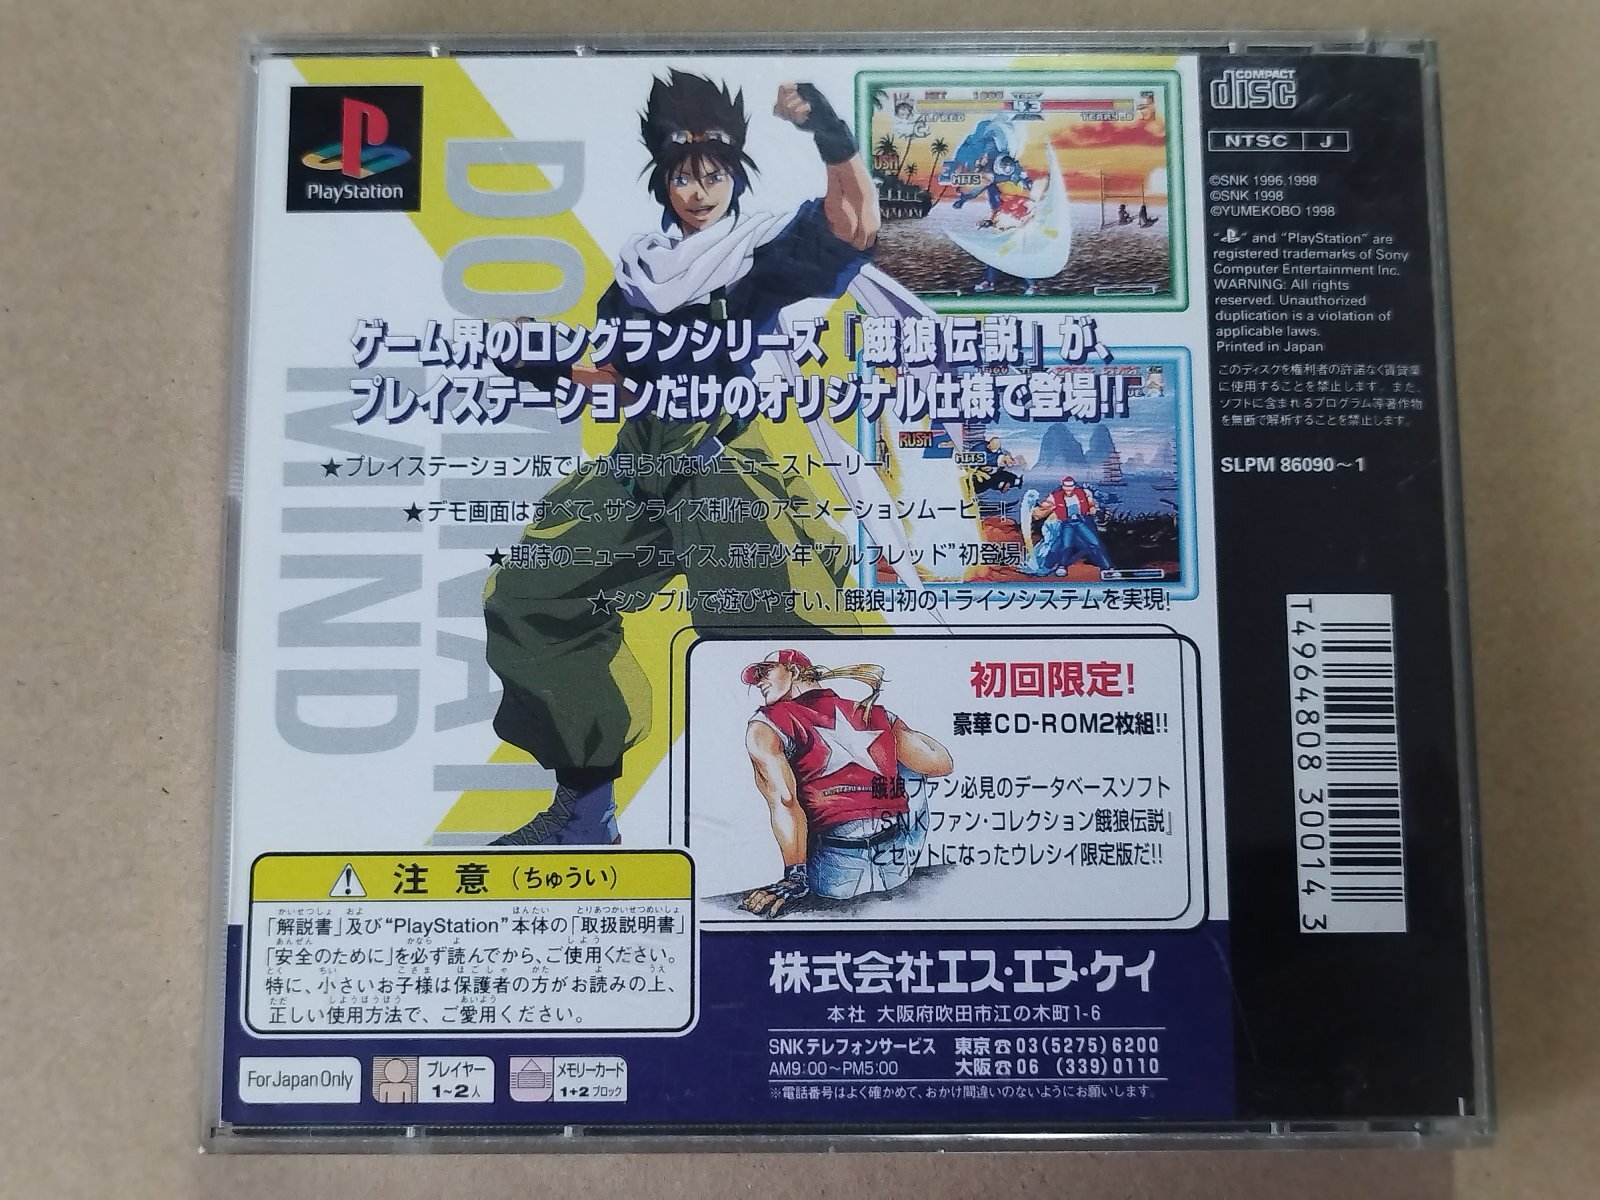 PlayStation
DOMINAT
MIND
ALFRED
TIME
43
TERRY.B
HITS
ゲーム界のロングランシリーズ『餓狼伝説』が、
プレイステーションだけのオリジナル仕様で登場!!
RUSH
HITS
★プレイステーション版でしか見られないニューストーリー!
★デモ画面はすべて、サンライズ制作のアニメーションムービー!
★期待のニューフェイス、飛行少年“アルフレッド”初登場!
★シンプルで遊びやすい、「餓狼」初の1ラインシステムを実現!
初回限定!
豪華CD-ROM2枚組!!
餓狼ファン必見のデータベースソフト
『SNKファン・コレクション餓狼伝説』
とセットになったウレシイ限定版だ!!
注意(ちゅうい)
「解説書」及び“PlayStation”本体の「取扱説明書」
「安全のために」を必ず読んでから、ご使用ください。
特に、小さいお子様は保護者の方がお読みの上、
正しい使用方法で、ご愛用ください。
For Japan Only
プレイヤー
1~2人
メモリーカード
1+2ブロック
株式会社エス・エヌ・ケイ
本社 大阪府吹田市江の木町1-6
SNKテレフォンサービス 東京☎03(5275)6200
AM9:00~PM5:00 大阪☎06 (339)0110
※電話番号はよく確かめて、おかけ間違いのないようにお願いします。
COMPACT
disc
NTSC J
©SNK 1996,1998
©SNK 1998
©YUMEKOBO 1998
“ ” and “PlayStation” are
registered trademarks of Sony
Computer Entertainment Inc.
WARNING: All rights
reserved. Unauthorized
duplication is a violation of
applicable laws.
Printed in Japan
このディスクを権利者の許諾なく賃貸業
に使用することを禁止します。また、
ソフトに含まれるプログラム等著作物
を無断で解析することを禁止します。
SLPM 86090~1
T4964808 300143